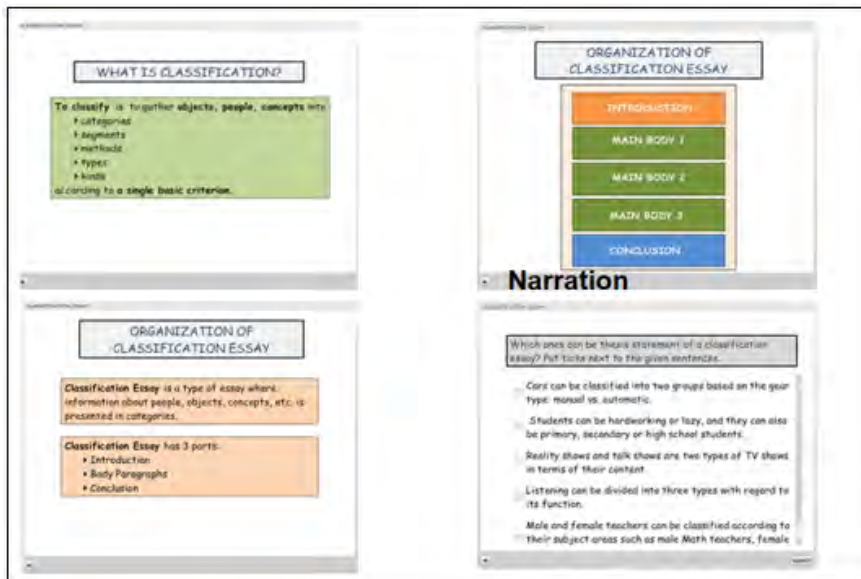 WHAT IS CLASSIFICATION?
To classify is to gather objects, people, concepts into
categories
segments
methods
types
kinds
according to a single basic criterion.
ORGANIZATION OF
CLASSIFICATION ESSAY
INTRODUCTION
MAIN BODY 1
MAIN BODY 2
MAIN BODY 3
CONCLUSION
Narration
ORGANIZATION OF
CLASSIFICATION ESSAY
Classification Essay is a type of essay where
information about people, objects, concepts, etc. is
presented in categories.
Classification Essay has 3 parts:
Introduction
Body Paragraphs
Conclusion
Which ones can be thesis statement of a classification
essay? Put ticks next to the given sentences.
Cars can be classified into two groups based on the gear
type: manual vs. automatic.
Students can be hardworking or lazy, and they can also
be primary, secondary or high school students.
Reality shows and talk shows are two types of TV shows
in terms of their content.
Listening can be divided into three types with regard to
its function.
Male and female teachers can be classified according to
their subject areas such as male Math teachers, female